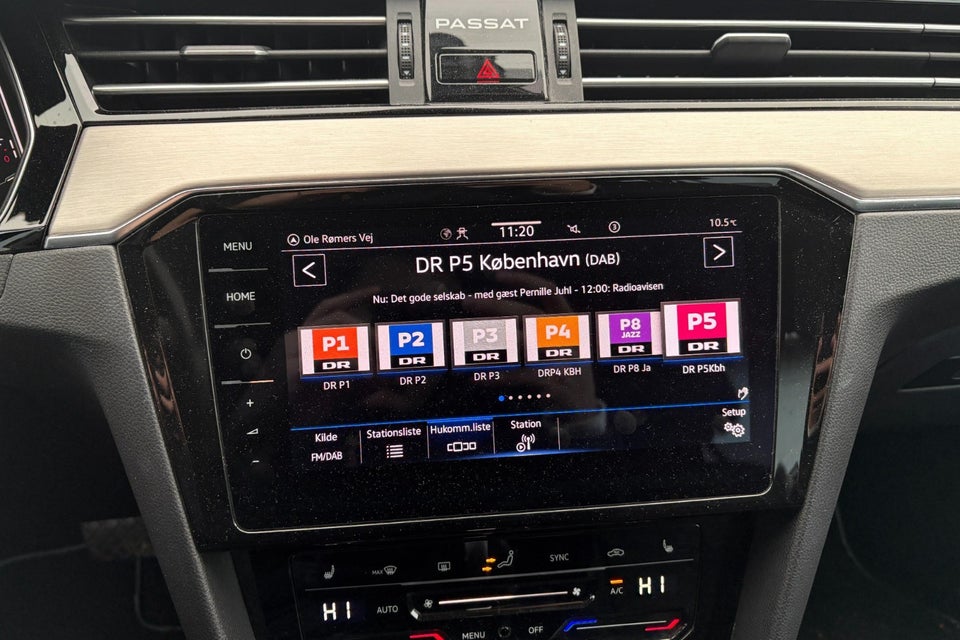 PASSAT
MENU
HOME
Ole Rømers Vej
11:20
3
10.5°C
<
DR P5 København (DAB)
>
Nu: Det gode selskab - med gæst Pernille Juhl - 12:00: Radioavisen
P1 DR
P2 DR
P3 DR
P4 DR
P8 JAZZ DR
P5 DR
DR P1
DR P2
DR P3
DRP4 KBH
DR P8 Ja
DR P5Kbh
Kilde
FM/DAB
Stationsliste
Hukomm.liste
Station
Setup
+
-
MAX
SYNC
HI
AUTO
A/C
HI
MENU
OFF